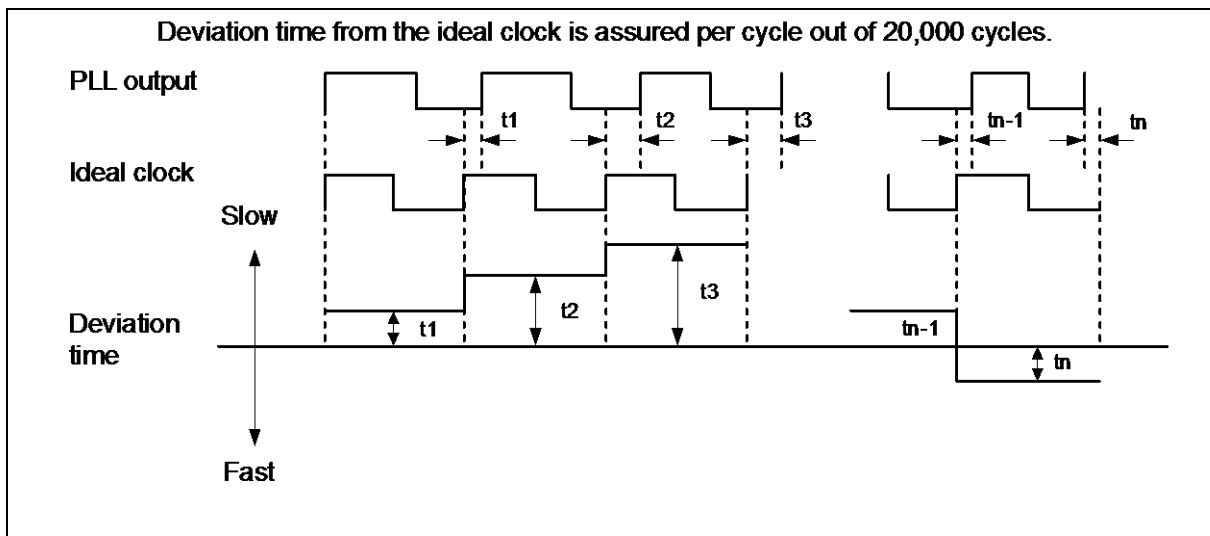 Deviation time from the ideal clock is assured per cycle out of 20,000 cycles.
PLL output
t1
t2
t3
tn-1
tn
Ideal clock
Slow
t1
t2
t3
tn-1
tn
Deviation
time
Fast